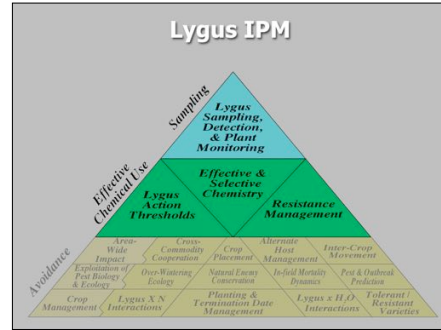 Lygus IPM
Sampling
Lygus
Sampling,
Detection,
& Plant
Monitoring
Effective
Chemical Use
Lygus
Action
Thresholds
Effective &
Selective
Chemistry
Resistance
Management
Avoidance
Area-
Wide
Impact
Cross-
Commodity
Cooperation
Crop
Placement
Alternate
Host
Management
Inter-Crop
Movement
Exploitation of
Pest Biology
& Ecology
Over-Wintering
Ecology
Natural Enemy
Conservation
In-field Mortality
Dynamics
Pest & Outbreak
Prediction
Crop
Management
Lygus X N
Interactions
Planting &
Termination Date
Management
Lygus x H2O
Interactions
Tolerant /
Resistant
Varieties